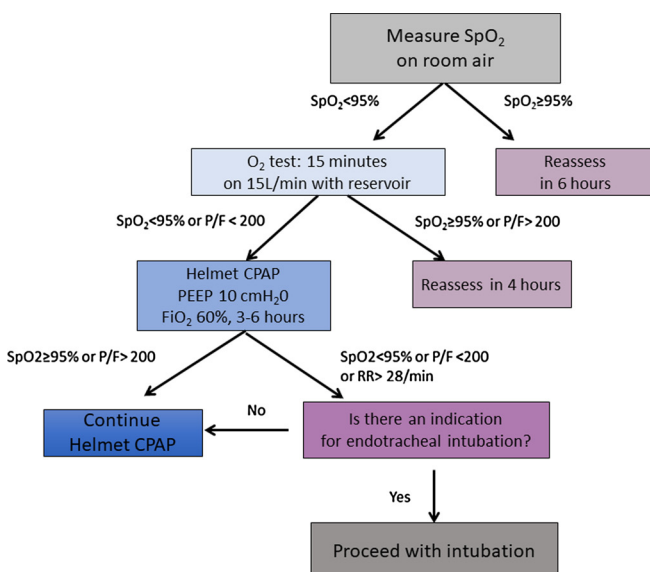 Measure SpO₂
on room air
SpO₂<95%
SpO₂≥95%
O₂ test: 15 minutes
on 15L/min with reservoir
Reassess
in 6 hours
SpO₂<95% or P/F < 200
SpO₂≥95% or P/F> 200
Helmet CPAP
PEEP 10 cmH₂0
FiO₂ 60%, 3-6 hours
Reassess in 4 hours
SpO2≥95% or P/F> 200
SpO2<95% or P/F <200
or RR> 28/min
Continue
Helmet CPAP
No
Is there an indication
for endotracheal intubation?
Yes
Proceed with intubation